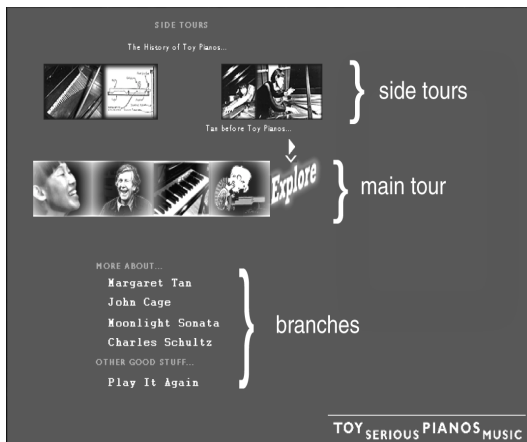 SIDE TOURS
The History of Toy Pianos...
side tours
Tan before Toy Pianos...
Explore
main tour
MORE ABOUT...
Margaret Tan
John Cage
Moonlight Sonata
Charles Schultz
branches
OTHER GOOD STUFF...
Play It Again
TOY SERIOUS PIANOS MUSIC